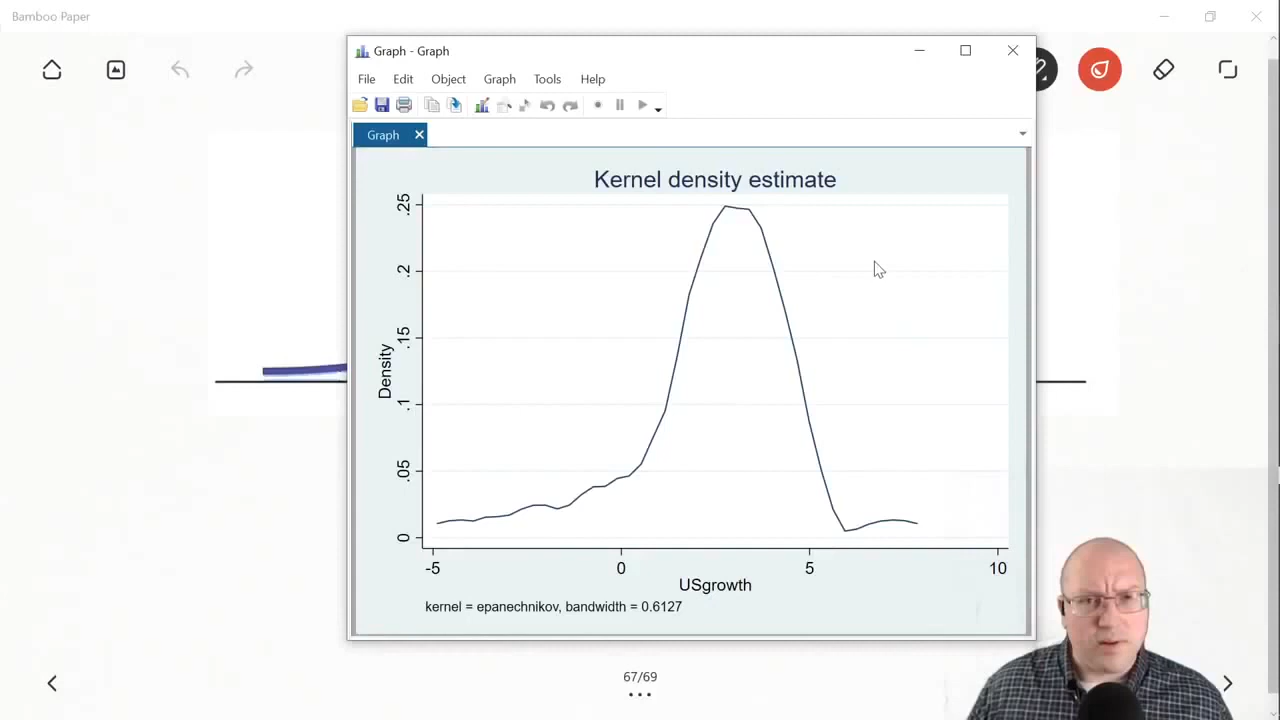 Bamboo Paper
Graph - Graph
File Edit Object Graph Tools Help
Graph
Kernel density estimate
Density
.25
.2
.15
.1
.05
0
-5 0 5 10
USgrowth
kernel = epanechnikov, bandwidth = 0.6127
67/69